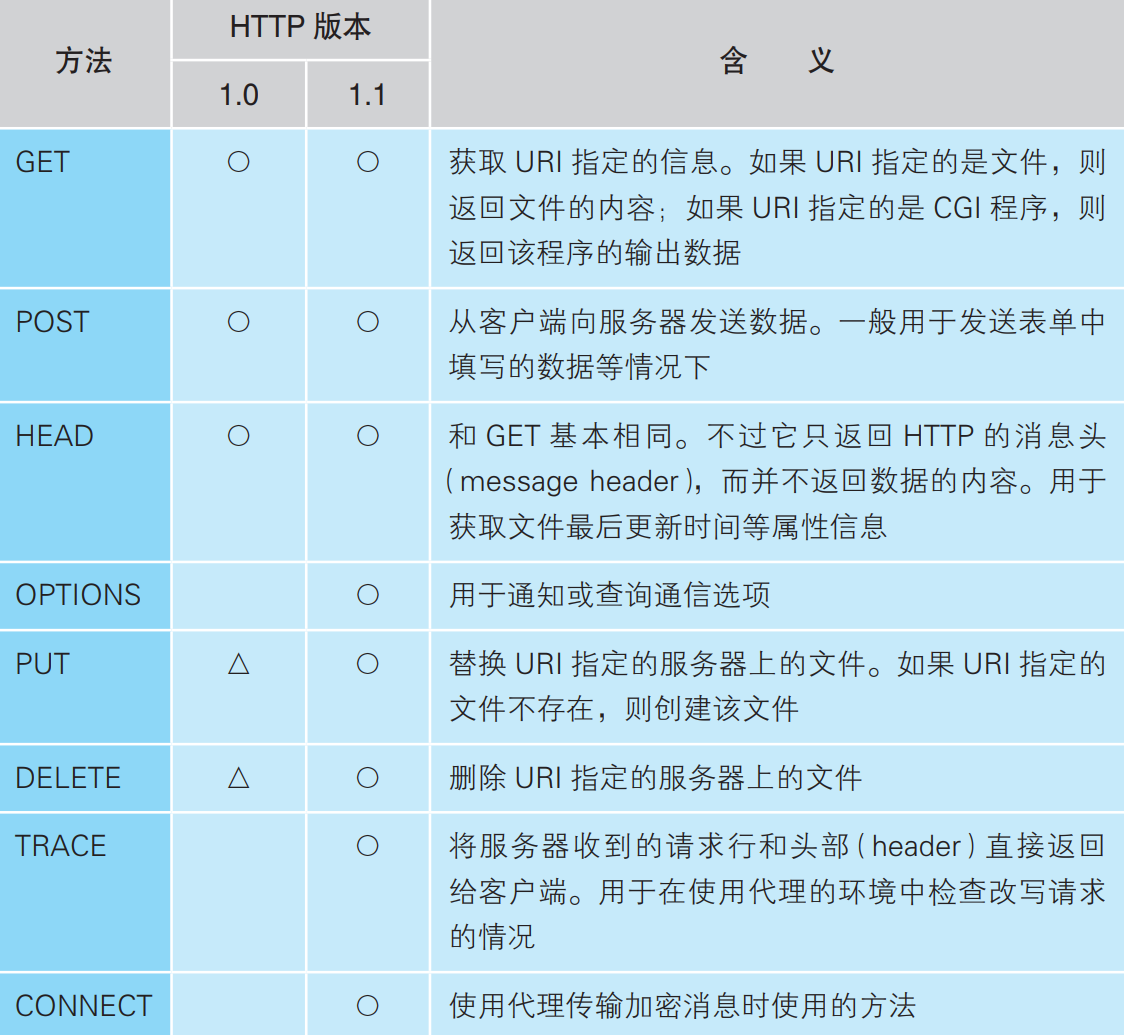 方法
HTTP 版本
含 义
1.0
1.1
GET ○ ○ 获取 URI 指定的信息。如果 URI 指定的是文件，则
返回文件的内容；如果 URI 指定的是 CGI 程序，则
返回该程序的输出数据
POST ○ ○ 从客户端向服务器发送数据。一般用于发送表单中
填写的数据等情况下
HEAD ○ ○ 和 GET 基本相同。不过它只返回 HTTP 的消息头
(message header)，而并不返回数据的内容。用于
获取文件最后更新时间等属性信息
OPTIONS ○ 用于通知或查询通信选项
PUT △ ○ 替换 URI 指定的服务器上的文件。如果 URI 指定的
文件不存在，则创建该文件
DELETE △ ○ 删除 URI 指定的服务器上的文件
TRACE ○ 将服务器收到的请求行和头部(header)直接返回
给客户端。用于在使用代理的环境中检查改写请求
的情况
CONNECT ○ 使用代理传输加密消息时使用的方法